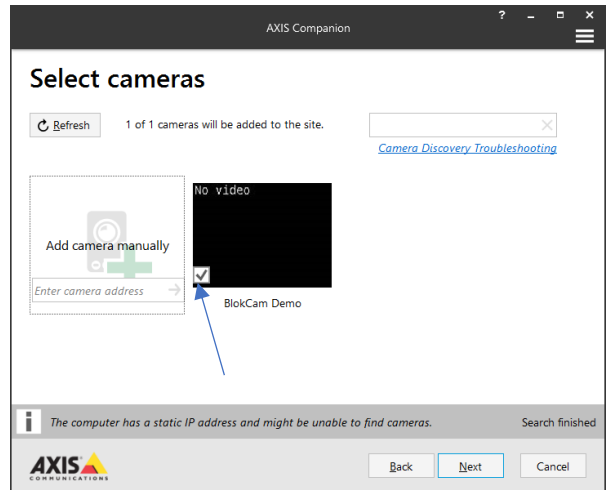 AXIS Companion
?
Select cameras
Refresh
1 of 1 cameras will be added to the site.
Camera Discovery Troubleshooting
No video
Add camera manually
Enter camera address
BlokCam Demo
i
The computer has a static IP address and might be unable to find cameras.
Search finished
AXIS
COMMUNICATIONS
Back
Next
Cancel